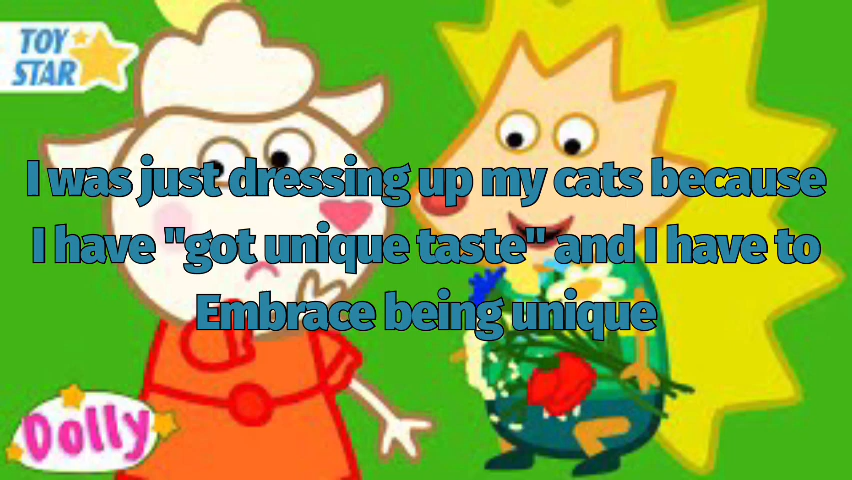 TOY
STAR
I was just dressing up my cats because
I have "got unique taste" and I have to
Embrace being unique
Dolly